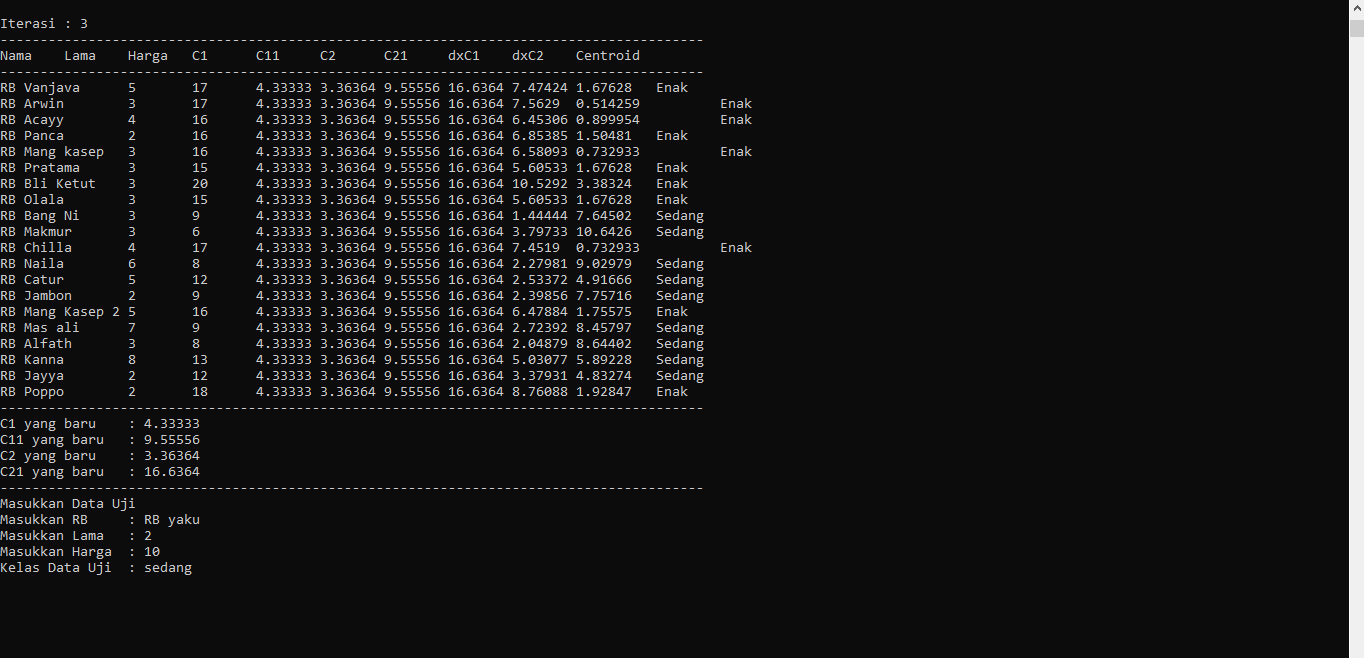 Iterasi : 3
----------------------------------------------------------------------------------------
Nama    Lama    Harga   C1      C11     C2      C21     dxC1    dxC2    Centroid
----------------------------------------------------------------------------------------
RB Vanjava      5       17      4.33333 3.36364 9.55556 16.6364 7.47424 1.67628   Enak
RB Arwin        3       17      4.33333 3.36364 9.55556 16.6364 7.5629  0.514259          Enak
RB Acayy        4       16      4.33333 3.36364 9.55556 16.6364 6.45306 0.899954          Enak
RB Panca        2       16      4.33333 3.36364 9.55556 16.6364 6.85385 1.50481   Enak
RB Mang kasep   3       16      4.33333 3.36364 9.55556 16.6364 6.58093 0.732933          Enak
RB Pratama      3       15      4.33333 3.36364 9.55556 16.6364 5.60533 1.67628   Enak
RB Bli Ketut    3       20      4.33333 3.36364 9.55556 16.6364 10.5292 3.38324   Enak
RB Olala        3       15      4.33333 3.36364 9.55556 16.6364 5.60533 1.67628   Enak
RB Bang Ni      3       9       4.33333 3.36364 9.55556 16.6364 1.44444 7.64502   Sedang
RB Makmur       3       6       4.33333 3.36364 9.55556 16.6364 3.79733 10.6426   Sedang
RB Chilla       4       17      4.33333 3.36364 9.55556 16.6364 7.4519  0.732933          Enak
RB Naila        6       8       4.33333 3.36364 9.55556 16.6364 2.27981 9.02979   Sedang
RB Catur        5       12      4.33333 3.36364 9.55556 16.6364 2.53372 4.91666   Sedang
RB Jambon       2       9       4.33333 3.36364 9.55556 16.6364 2.39856 7.75716   Sedang
RB Mang Kasep 2 5       16      4.33333 3.36364 9.55556 16.6364 6.47884 1.75575   Enak
RB Mas ali      7       9       4.33333 3.36364 9.55556 16.6364 2.72392 8.45797   Sedang
RB Alfath       3       8       4.33333 3.36364 9.55556 16.6364 2.04879 8.64402   Sedang
RB Kanna        8       13      4.33333 3.36364 9.55556 16.6364 5.03077 5.89228   Sedang
RB Jayya        2       12      4.33333 3.36364 9.55556 16.6364 3.37931 4.83274   Sedang
RB Poppo        2       18      4.33333 3.36364 9.55556 16.6364 8.76088 1.92847   Enak
----------------------------------------------------------------------------------------
C1 yang baru    : 4.33333
C11 yang baru   : 9.55556
C2 yang baru    : 3.36364
C21 yang baru   : 16.6364
----------------------------------------------------------------------------------------
Masukkan Data Uji
Masukkan RB     : RB yaku
Masukkan Lama   : 2
Masukkan Harga  : 10
Kelas Data Uji  : sedang